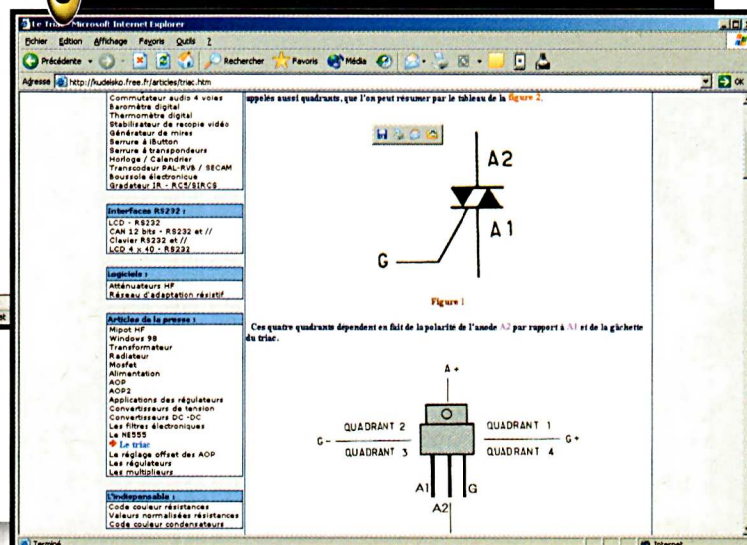 Le Triac - Microsoft Internet Explorer
Fichier Edition Affichage Favoris Outils ?
Précédente Rechercher Favoris Média
Adresse http://kudelsko.free.fr/articles/triac.htm OK
Commutateur audio 4 voies
Baromètre digital
Thermomètre digital
Stabilisateur de recopie vidéo
Générateur de mires
Serrure à iButton
Serrure à transpondeurs
Horloge / Calendrier
Transcodeur PAL-RVB / SECAM
Boussole électronique
Gradateur IR - RC5/SIRCS
Interfaces RS232 :
LCD - RS232
CAN 12 bits - RS232 et //
Clavier RS232 et //
LCD 4 x 40 - RS232
Logiciels :
Atténuateurs HF
Réseau d'adaptation résistif
Articles de la presse :
Mipot HF
Windows 98
Transformateur
Radiateur
Mosfet
Alimentation
AOP
AOP2
Applications des régulateurs
Convertisseurs de tension
Convertisseurs DC -DC
Les filtres électroniques
Le NE555
Le triac
Le réglage offset des AOP
Les régulateurs
Les multiplieurs
L'indispensable :
Code couleur résistances
Valeurs normalisées résistances
Code couleur condensateurs
appelés aussi quadrants, que l'on peut résumer par le tableau de la figure 2.
A2
A1
G
Figure 1
Ces quatre quadrants dépendent en fait de la polarité de l'anode A2 par rapport à A1 et de la gâchette
du triac.
A +
QUADRANT 2 QUADRANT 1
G - G +
QUADRANT 3 QUADRANT 4
A1 G
A2
Terminé Internet